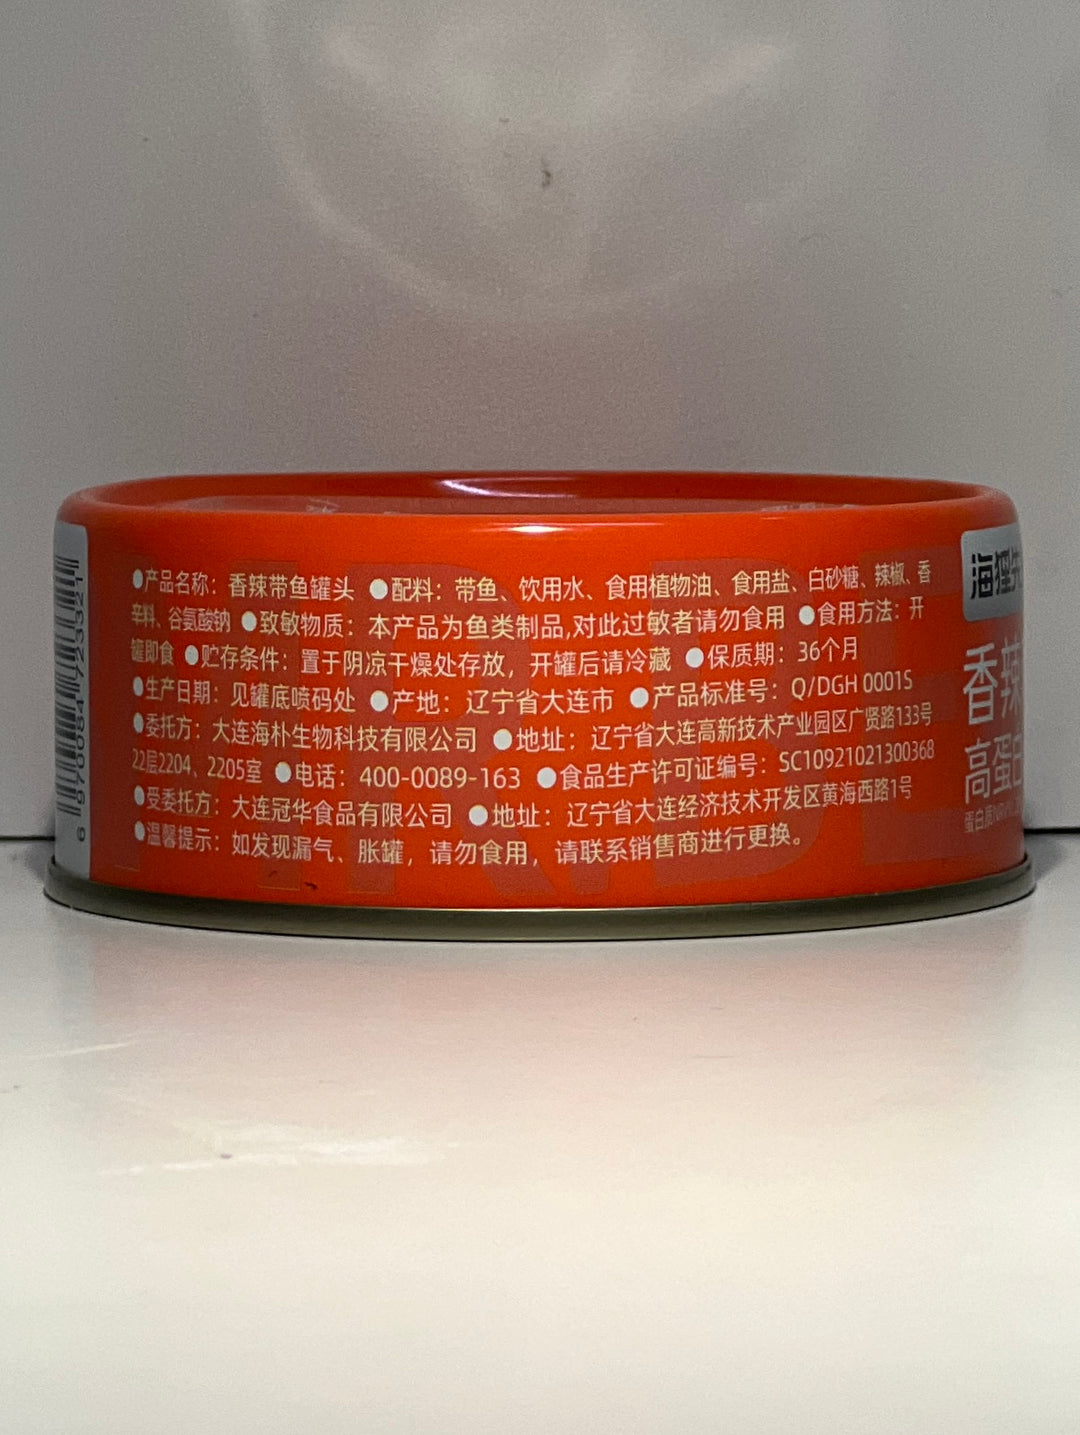 ●产品名称：香辣带鱼罐头 ●配料：带鱼、饮用水、食用植物油、食用盐、白砂糖、辣椒、香
辛料、谷氨酸钠 ●致敏物质：本产品为鱼类制品,对此过敏者请勿食用 ●食用方法：开
罐即食 ●贮存条件：置于阴凉干燥处存放，开罐后请冷藏 ●保质期：36个月
●生产日期：见罐底喷码处 ●产地：辽宁省大连市 ●产品标准号：Q/DGH 0001S
●委托方：大连海朴生物科技有限公司 ●地址：辽宁省大连高新技术产业园区广贤路133号
22层2204、2205室 ●电话：400-0089-163 ●食品生产许可证编号：SC10921021300368
●受委托方：大连冠华食品有限公司 ●地址：辽宁省大连经济技术开发区黄海西路1号
●温馨提示：如发现漏气、胀罐，请勿食用，请联系销售商进行更换。
6 970084 723321
海狸先
香辣
高蛋白
蛋白质NRV